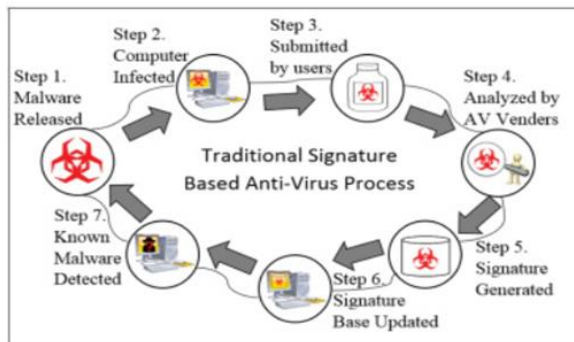 Step 1.
Malware
Released
Step 2.
Computer
Infected
Step 3.
Submitted
by users
Step 4.
Analyzed by
AV Venders
Traditional Signature
Based Anti-Virus Process
Step 5.
Signature
Generated
Step 6.
Signature
Base Updated
Step 7.
Known
Malware
Detected